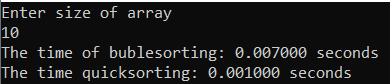 Enter size of array
10
The time of bublesorting: 0.007000 seconds
The time quicksorting: 0.001000 seconds